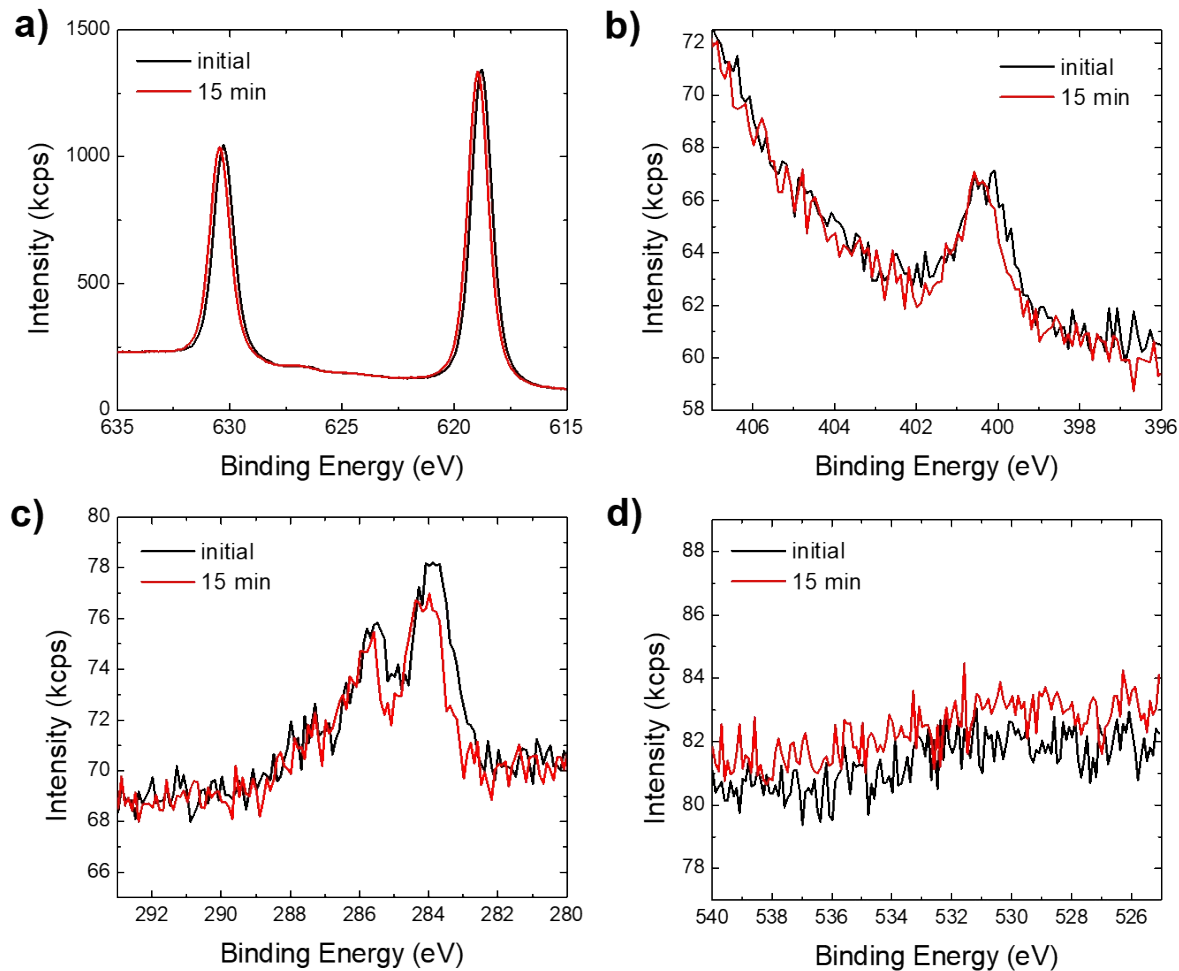 a)
1500
1000
500
0
635
630
625
620
615
Intensity (kcps)
Binding Energy (eV)
initial
15 min
b)
72
70
68
66
64
62
60
58
406
404
402
400
398
396
Intensity (kcps)
Binding Energy (eV)
initial
15 min
c)
80
78
76
74
72
70
68
66
292
290
288
286
284
282
280
Intensity (kcps)
Binding Energy (eV)
initial
15 min
d)
88
86
84
82
80
78
540
538
536
534
532
530
528
526
Intensity (kcps)
Binding Energy (eV)
initial
15 min